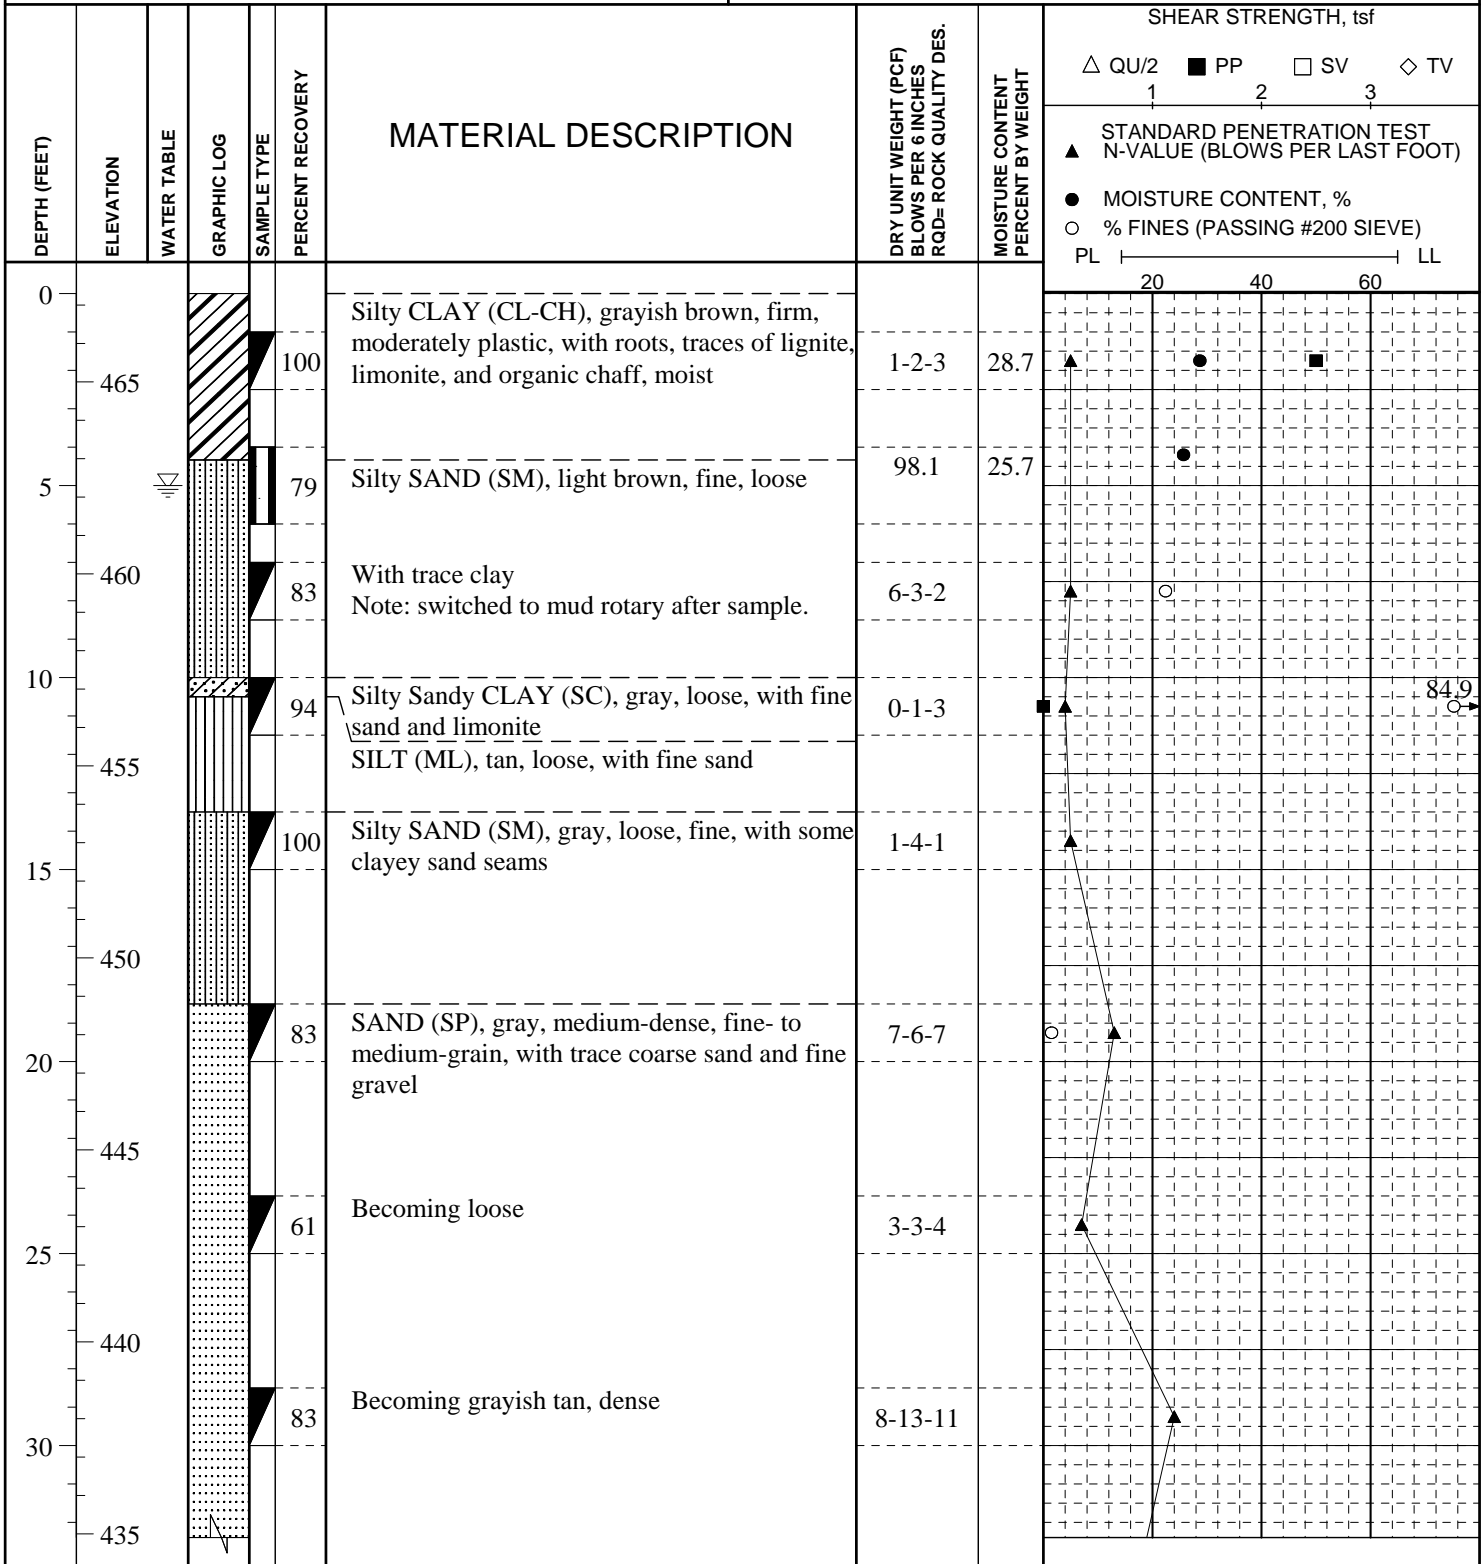 SHEAR STRENGTH, tsf
QU/2 PP SV TV
1 2 3
STANDARD PENETRATION TEST
N-VALUE (BLOWS PER LAST FOOT)
MOISTURE CONTENT, %
% FINES (PASSING #200 SIEVE)
PL LL
20 40 60
DEPTH (FEET)
ELEVATION
WATER TABLE
GRAPHIC LOG
SAMPLE TYPE
PERCENT RECOVERY
MATERIAL DESCRIPTION
DRY UNIT WEIGHT (PCF)
BLOWS PER 6 INCHES
RQD= ROCK QUALITY DES.
MOISTURE CONTENT
PERCENT BY WEIGHT
0
Silty CLAY (CL-CH), grayish brown, firm,
moderately plastic, with roots, traces of lignite,
limonite, and organic chaff, moist
100 1-2-3 28.7
465
Silty SAND (SM), light brown, fine, loose
98.1 25.7
5 79
460
With trace clay
Note: switched to mud rotary after sample.
83 6-3-2
10
Silty Sandy CLAY (SC), gray, loose, with fine
sand and limonite
94 0-1-3 84.9
SILT (ML), tan, loose, with fine sand
455
Silty SAND (SM), gray, loose, fine, with some
clayey sand seams
100 1-4-1
15
450
SAND (SP), gray, medium-dense, fine- to
medium-grain, with trace coarse sand and fine
gravel
83 7-6-7
20
445
Becoming loose
61 3-3-4
25
440
Becoming grayish tan, dense
83 8-13-11
30
435